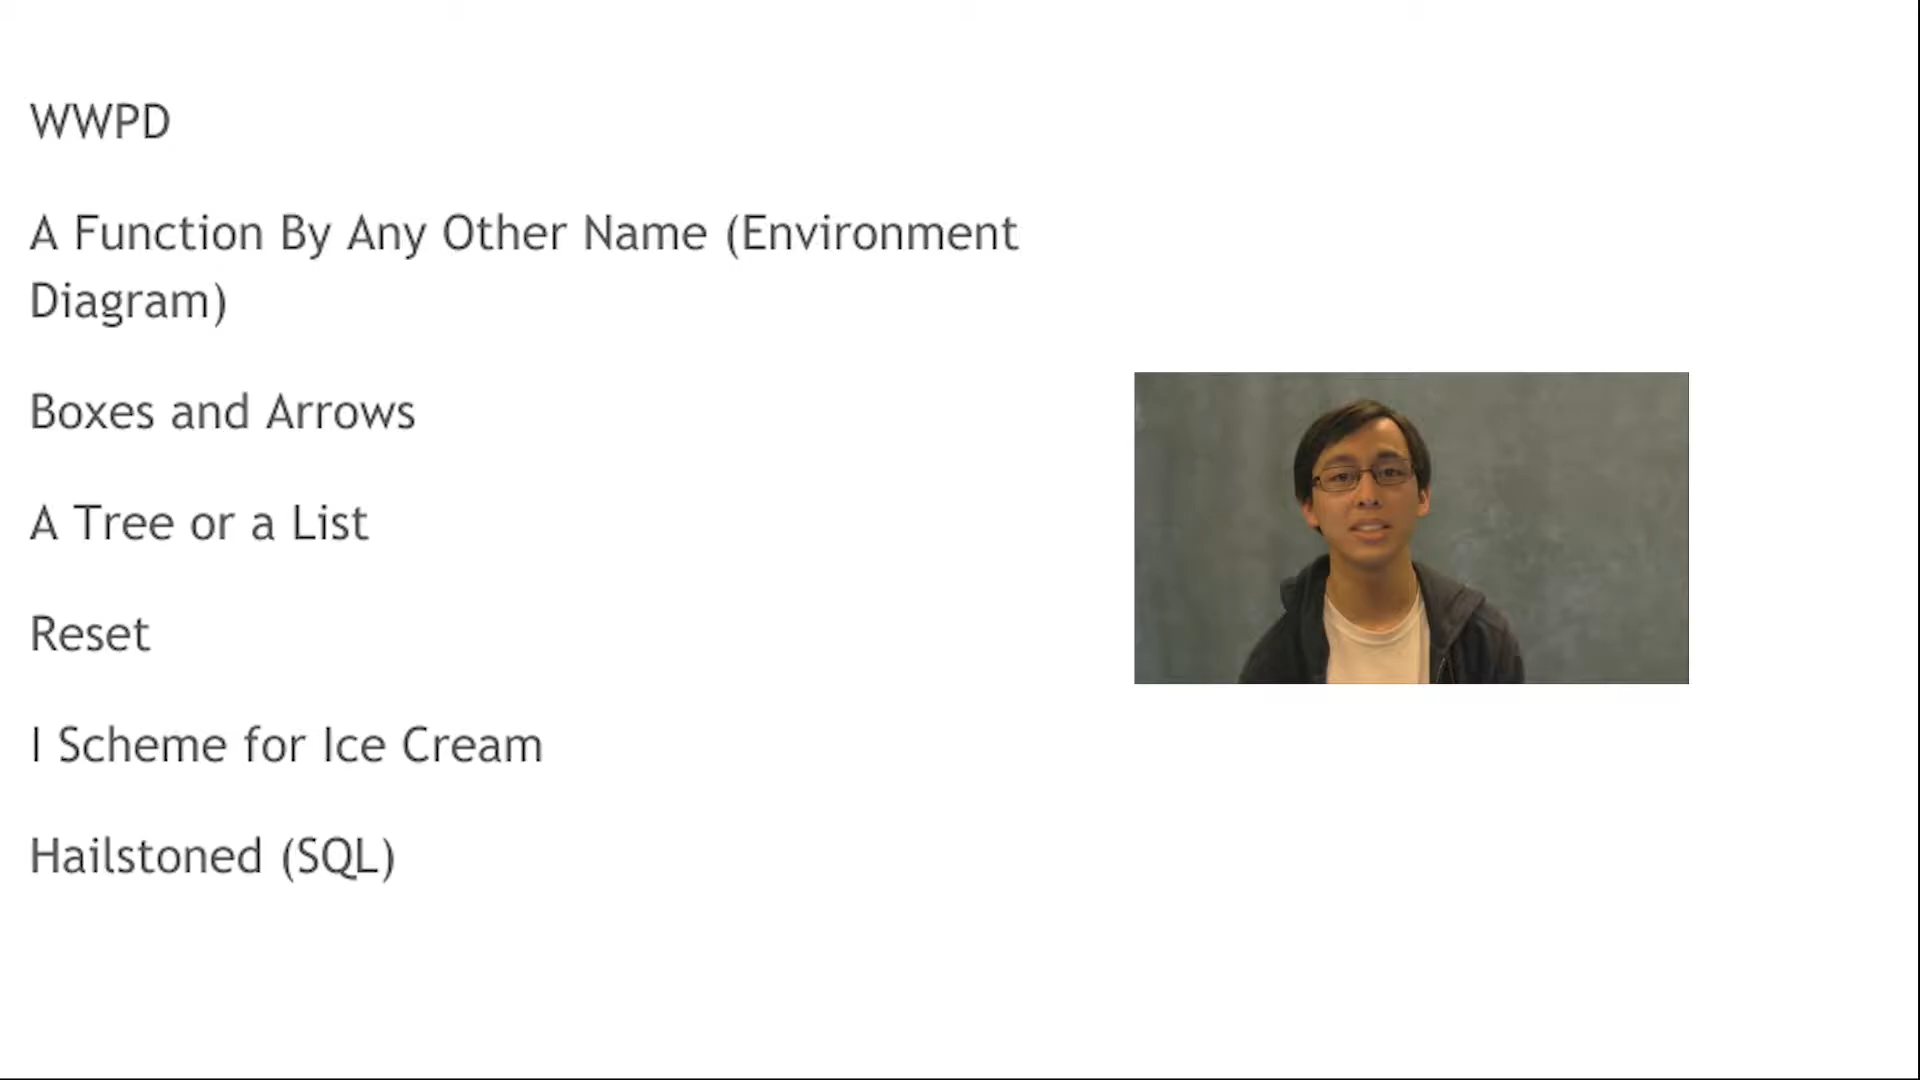 WWPD
A Function By Any Other Name (Environment
Diagram)
Boxes and Arrows
A Tree or a List
Reset
I Scheme for Ice Cream
Hailstoned (SQL)